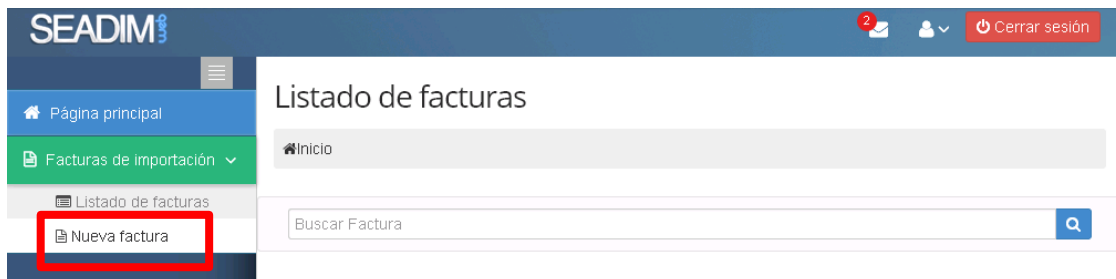 SEADIM web
2
Cerrar sesión
Listado de facturas
Página principal
Inicio
Facturas de importación
Listado de facturas
Buscar Factura
Nueva factura